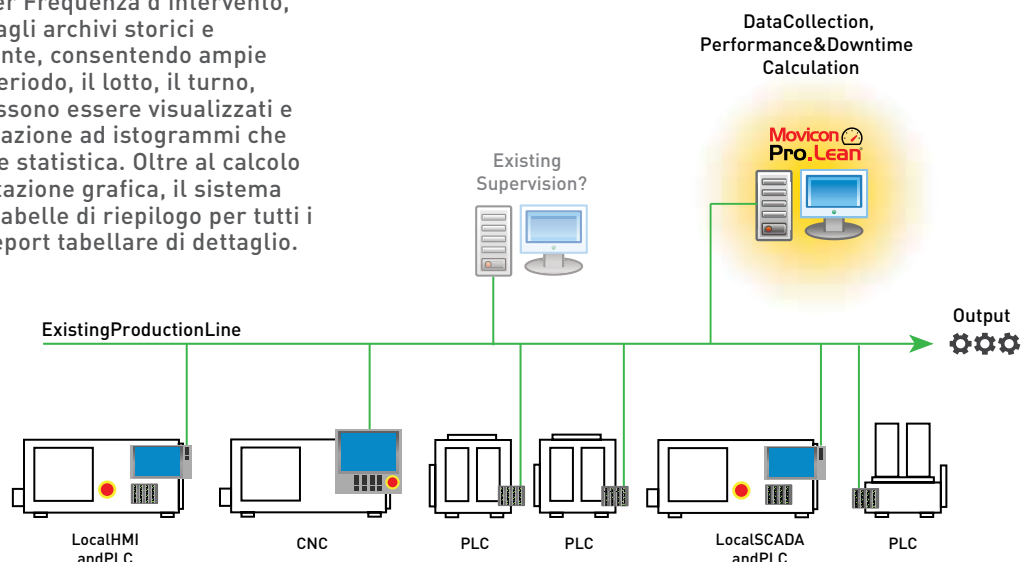 er Frequenza d'intervento,
agli archivi storici e
nte, consentendo ampie
eriodo, il lotto, il turno,
ssono essere visualizzati e
azione ad istogrammi che
e statistica. Oltre al calcolo
tazione grafica, il sistema
abelle di riepilogo per tutti i
eport tabellare di dettaglio.
DataCollection,
Performance&Downtime
Calculation
Movicon
Pro.Lean
Existing
Supervision?
ExistingProductionLine
Output
LocalHMI
andPLC
CNC
PLC
PLC
LocalSCADA
andPLC
PLC